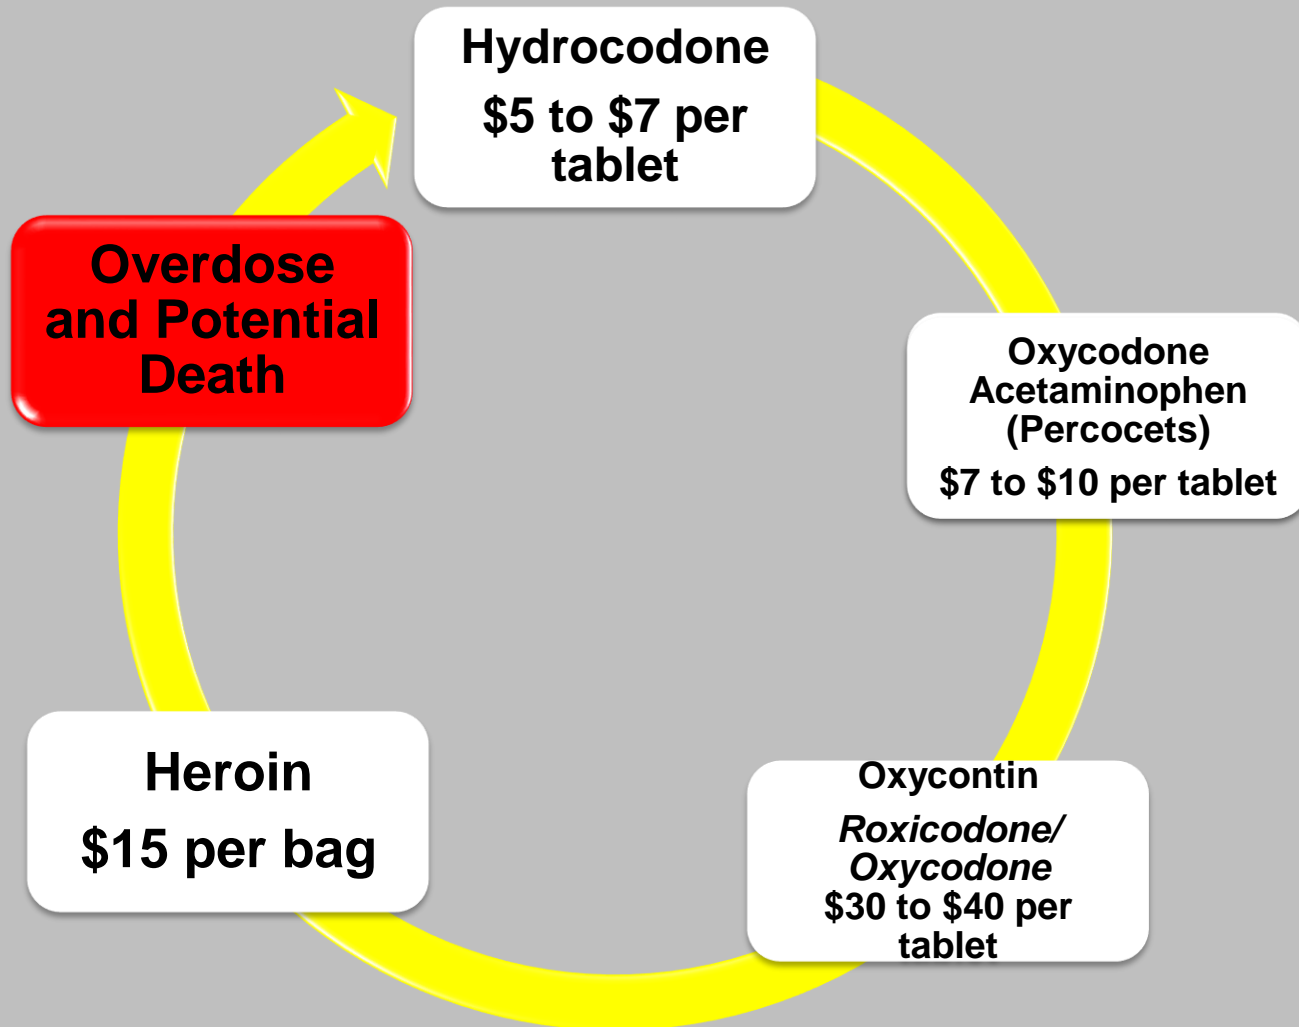 Hydrocodone
$5 to $7 per
tablet
Oxycodone
Acetaminophen
(Percocets)
$7 to $10 per tablet
Oxycontin
Roxicodone/
Oxycodone
$30 to $40 per
tablet
Heroin
$15 per bag
Overdose
and Potential
Death